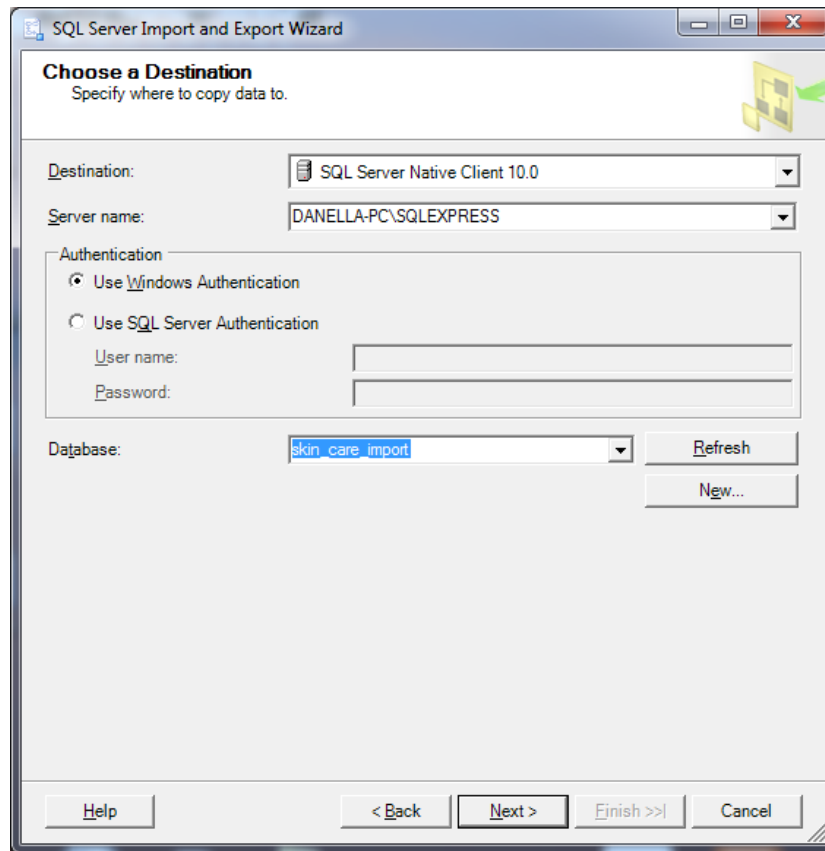 SQL Server Import and Export Wizard
Choose a Destination
Specify where to copy data to.
Destination: SQL Server Native Client 10.0
Server name: DANELLA-PC\SQLEXPRESS
Authentication
Use Windows Authentication
Use SQL Server Authentication
User name:
Password:
Database: skin_care_import Refresh
New...
Help < Back Next > Finish >>| Cancel